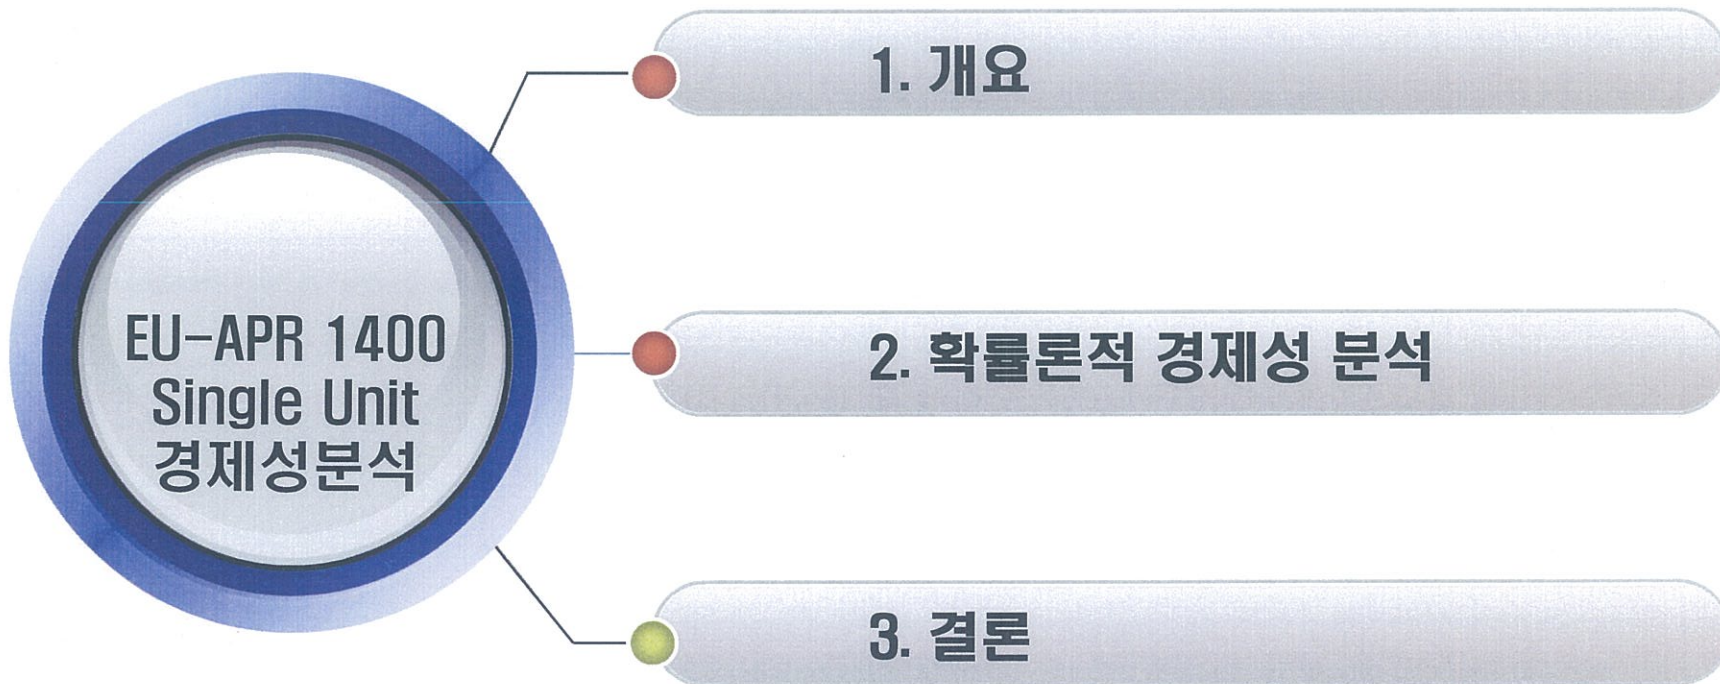 EU-APR 1400
Single Unit
경제성분석
1. 개요
2. 확률론적 경제성 분석
3. 결론